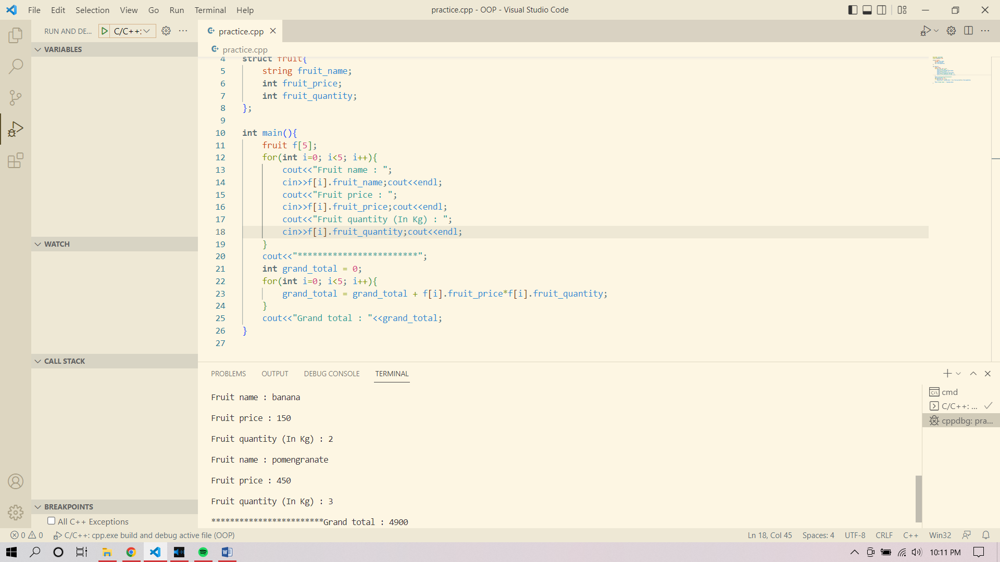 File Edit Selection View Go Run Terminal Help
practice.cpp - OOP - Visual Studio Code
RUN AND DE... C/C++:
practice.cpp
practice.cpp
VARIABLES
WATCH
CALL STACK
BREAKPOINTS
All C++ Exceptions
4 struct fruit{
5 string fruit_name;
6 int fruit_price;
7 int fruit_quantity;
8 };
9
10 int main(){
11 fruit f[5];
12 for(int i=0; i<5; i++){
13 cout<<"Fruit name : ";
14 cin>>f[i].fruit_name;cout<<endl;
15 cout<<"Fruit price : ";
16 cin>>f[i].fruit_price;cout<<endl;
17 cout<<"Fruit quantity (In Kg) : ";
18 cin>>f[i].fruit_quantity;cout<<endl;
19 }
20 cout<<"************************";
21 int grand_total = 0;
22 for(int i=0; i<5; i++){
23 grand_total = grand_total + f[i].fruit_price*f[i].fruit_quantity;
24 }
25 cout<<"Grand total : "<<grand_total;
26 }
27
PROBLEMS OUTPUT DEBUG CONSOLE TERMINAL
Fruit name : banana
Fruit price : 150
Fruit quantity (In Kg) : 2
Fruit name : pomengranate
Fruit price : 450
Fruit quantity (In Kg) : 3
************************Grand total : 4900
cmd
C/C++: ...
cppdbg: pra...
0 0 C/C++: cpp.exe build and debug active file (OOP)
Ln 18, Col 45 Spaces: 4 UTF-8 CRLF C++ Win32
10:11 PM